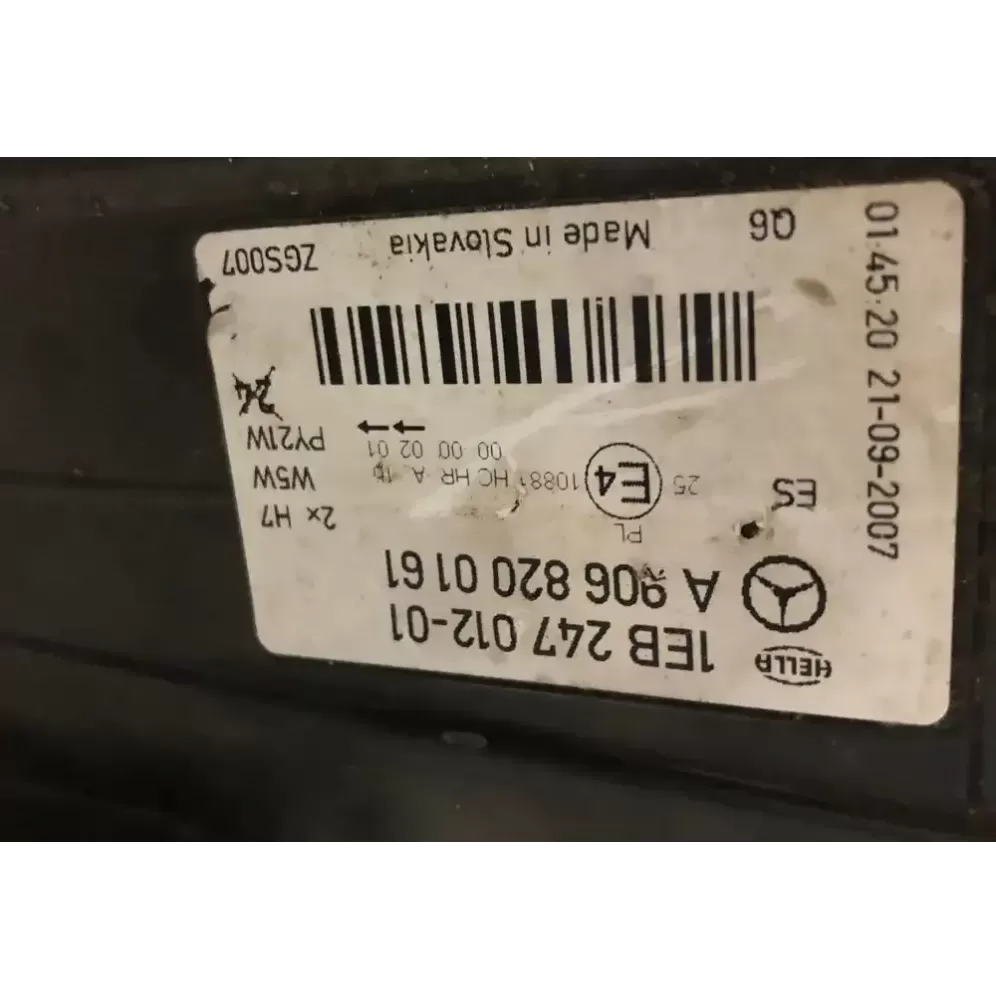 HELLA 1EB 247 012-01
A 906 820 01 61
PL
2x H7
ES
25 E4 10881 HC HR A
W5W
00 00 02 01
PY21W
24
Q6 Made in Slovakia ZGS007
01:45:20 21-09-2007